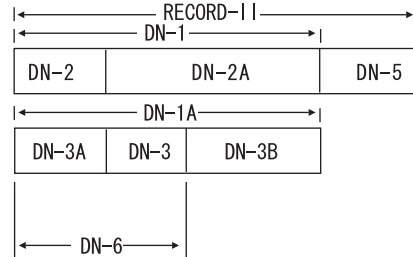 RECORD-II
DN-1
DN-2 DN-2A DN-5
DN-1A
DN-3A DN-3 DN-3B
DN-6